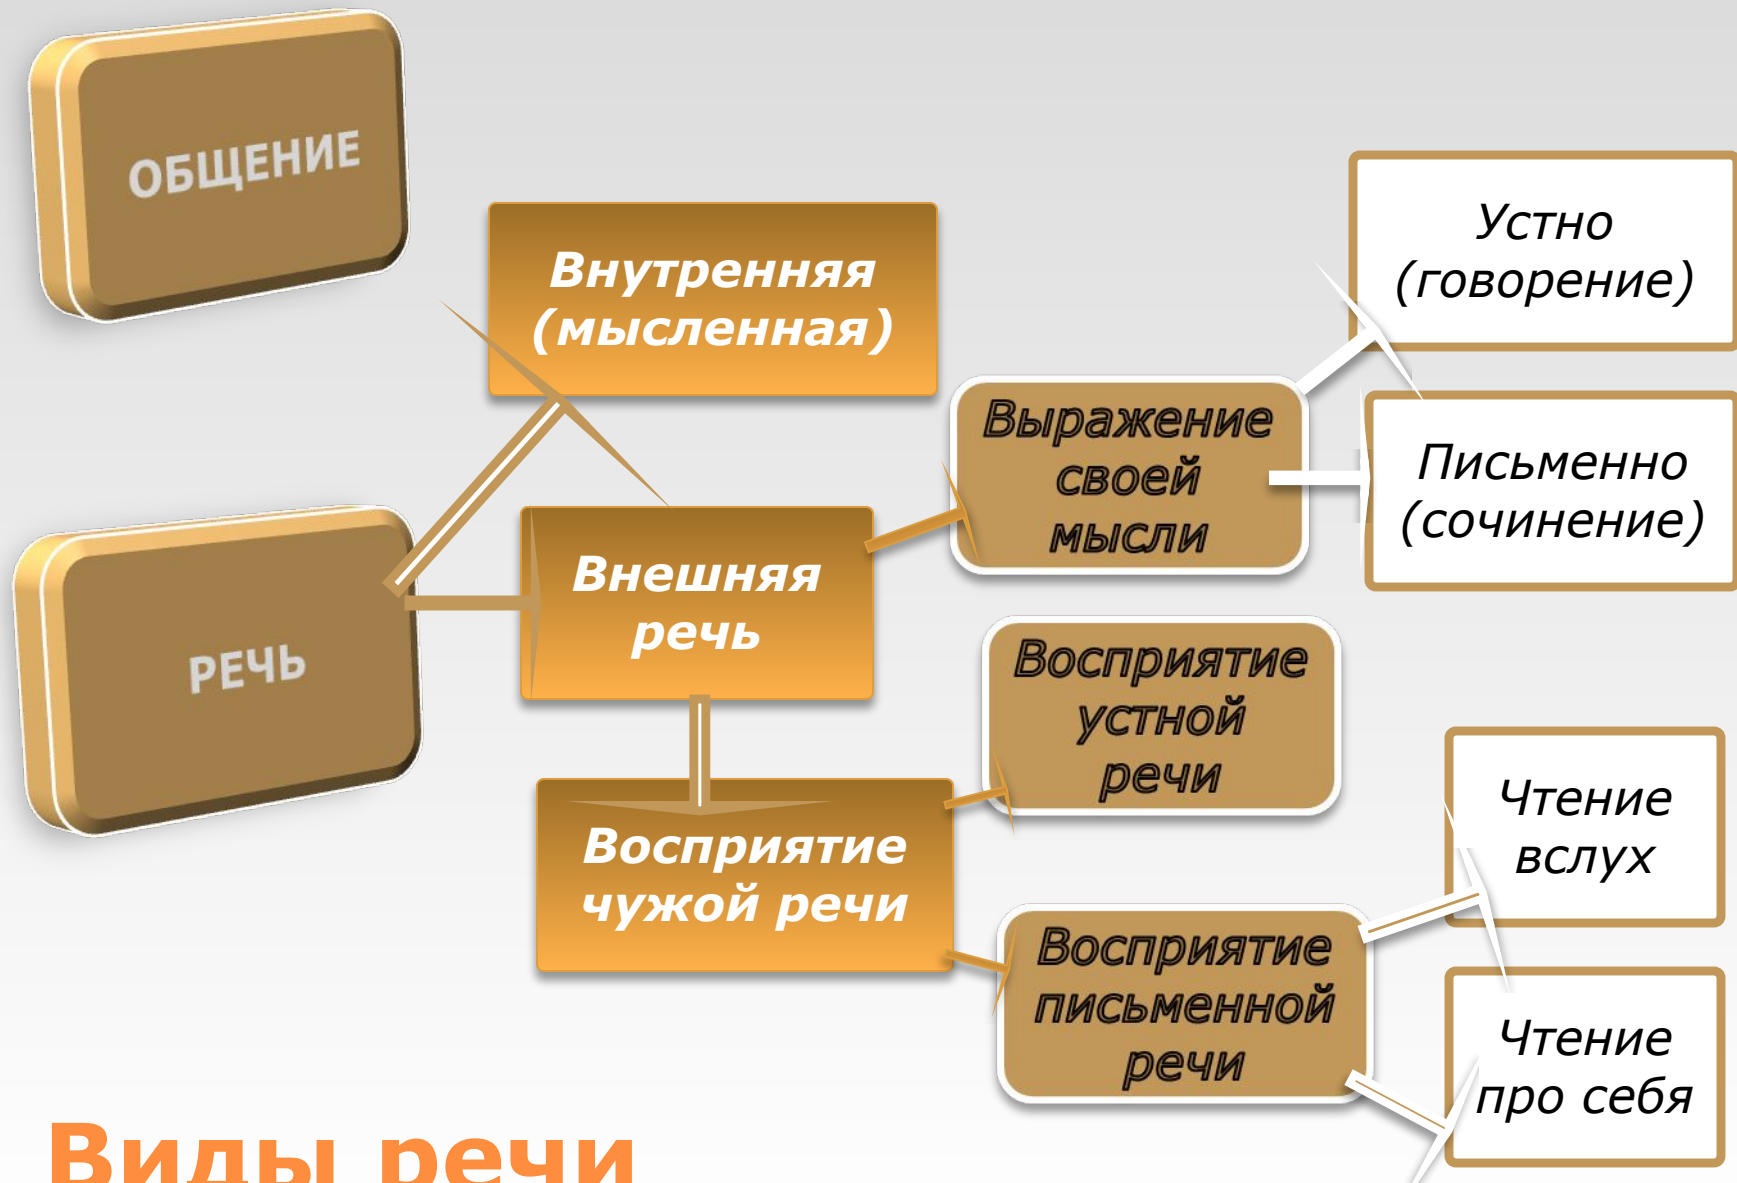 ОБЩЕНИЕ
Внутренняя
(мысленная)
Устно
(говорение)
Выражение
своей
мысли
Письменно
(сочинение)
РЕЧЬ
Внешняя
речь
Восприятие
устной
речи
Восприятие
чужой речи
Чтение
вслух
Восприятие
письменной
речи
Чтение
про себя
Виды речи